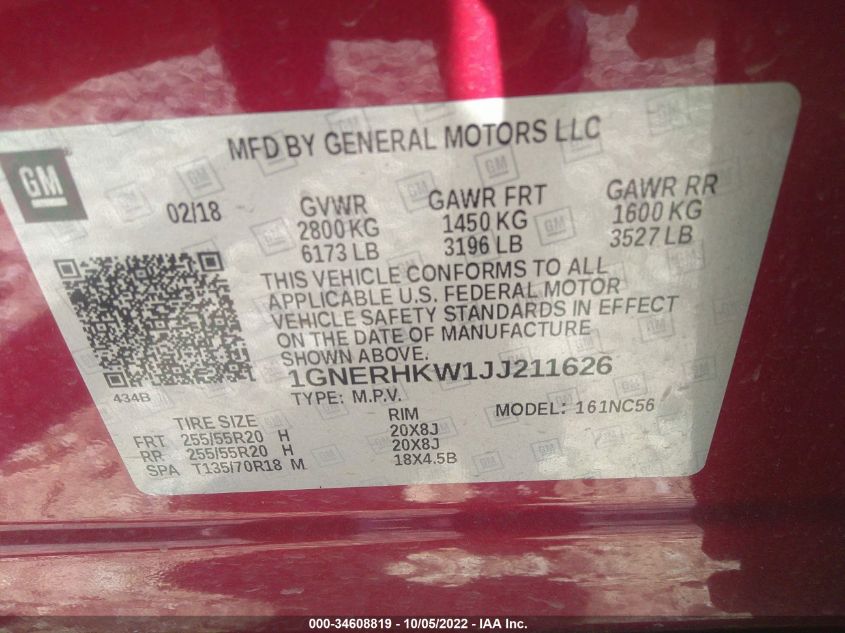 MFD BY GENERAL MOTORS LLC
GM
02/18
GVWR
2800 KG
6173 LB
GAWR FRT
1450 KG
3196 LB
GAWR RR
1600 KG
3527 LB
THIS VEHICLE CONFORMS TO ALL
APPLICABLE U.S. FEDERAL MOTOR
VEHICLE SAFETY STANDARDS IN EFFECT
ON THE DATE OF MANUFACTURE
SHOWN ABOVE.
1GNERHKW1JJ211626
434B
TYPE: M.P.V.
MODEL: 161NC56
TIRE SIZE RIM
FRT 255/55R20 H 20X8J
RR 255/55R20 H 20X8J
SPA T135/70R18 M 18X4.5B
000-34608819 - 10/05/2022 - IAA Inc.